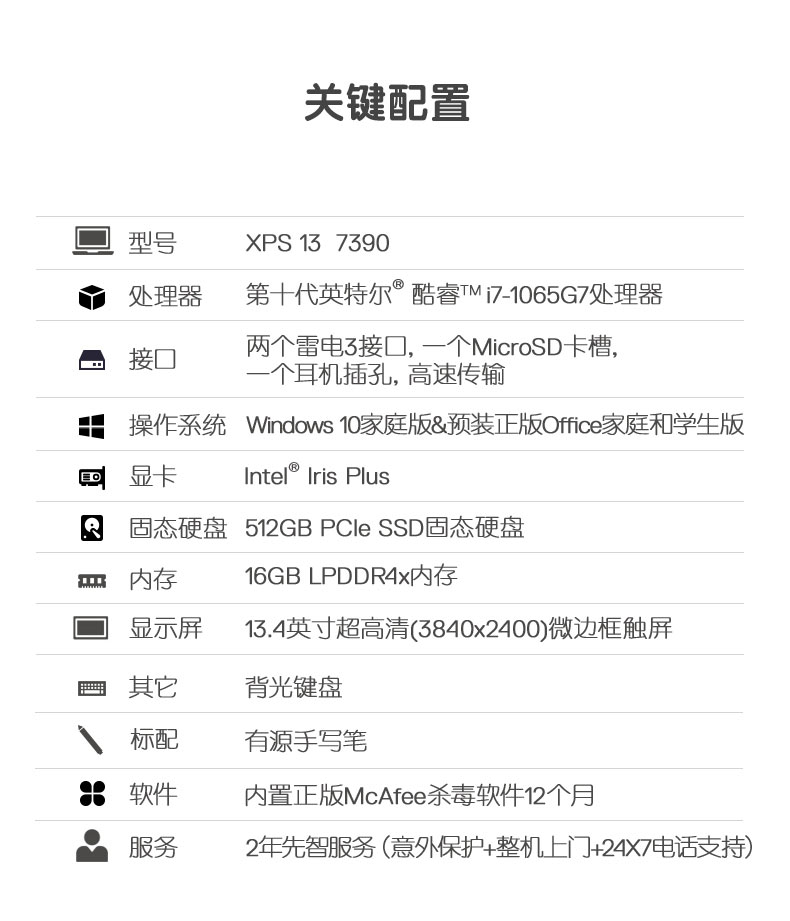 关键配置
型号 XPS 13 7390
处理器 第十代英特尔® 酷睿™ i7-1065G7处理器
接口 两个雷电3接口, 一个MicroSD卡槽,
一个耳机插孔, 高速传输
操作系统 Windows 10家庭版&预装正版Office家庭和学生版
显卡 Intel® Iris Plus
固态硬盘 512GB PCIe SSD固态硬盘
内存 16GB LPDDR4x内存
显示屏 13.4英寸超高清(3840x2400)微边框触屏
其它 背光键盘
标配 有源手写笔
软件 内置正版McAfee杀毒软件12个月
服务 2年先智服务 (意外保护+整机上门+24X7电话支持)